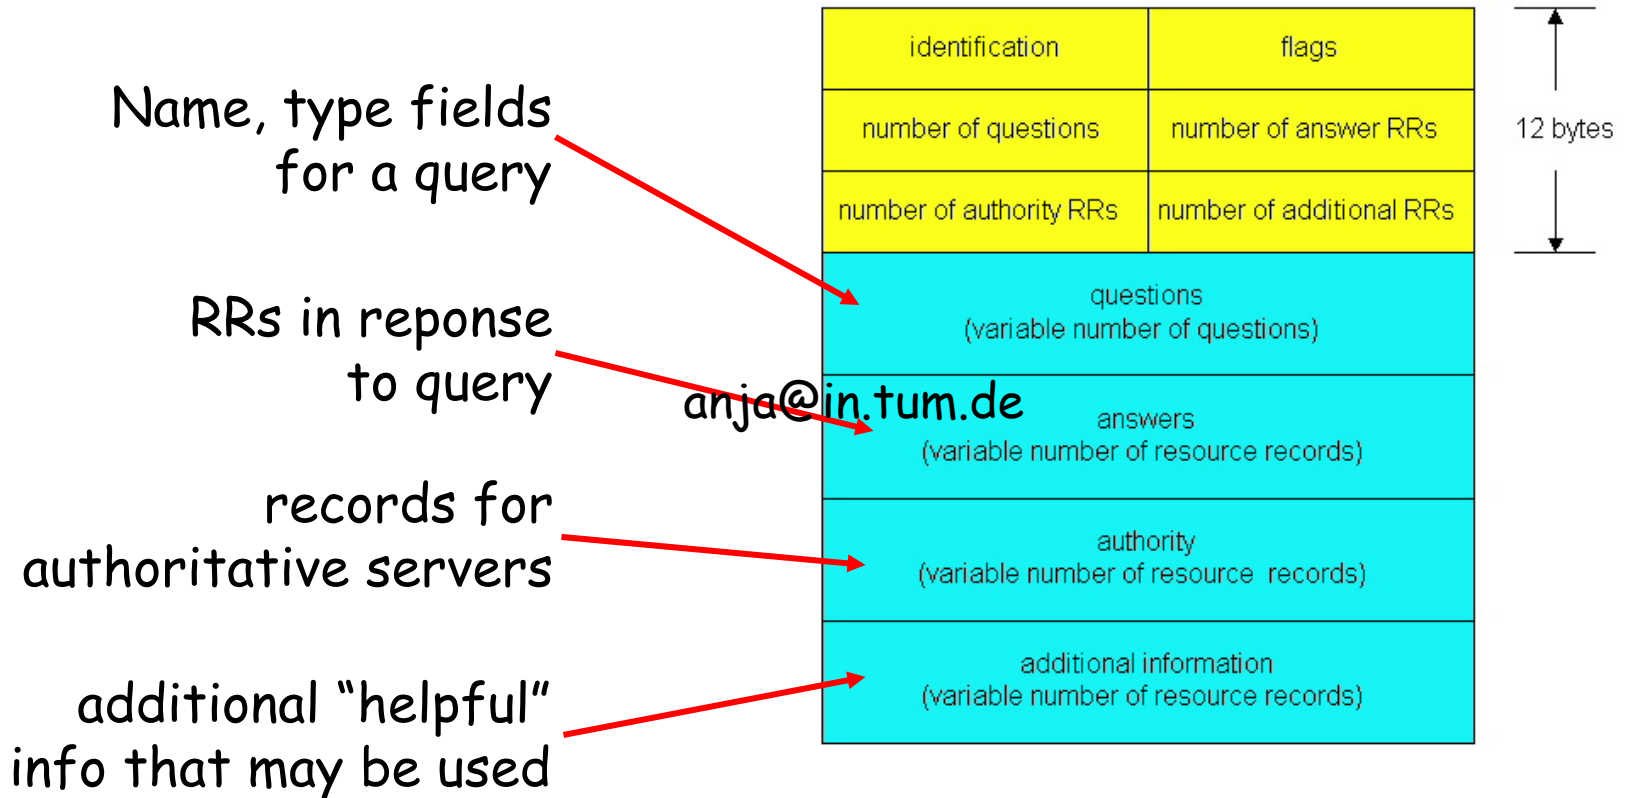 identification
flags
Name, type fields
for a query
number of questions
number of answer RRs
12 bytes
number of authority RRs
number of additional RRs
questions
(variable number of questions)
RRs in reponse
to query
anja@in.tum.de
answers
(variable number of resource records)
records for
authoritative servers
authority
(variable number of resource records)
additional “helpful”
info that may be used
additional information
(variable number of resource records)